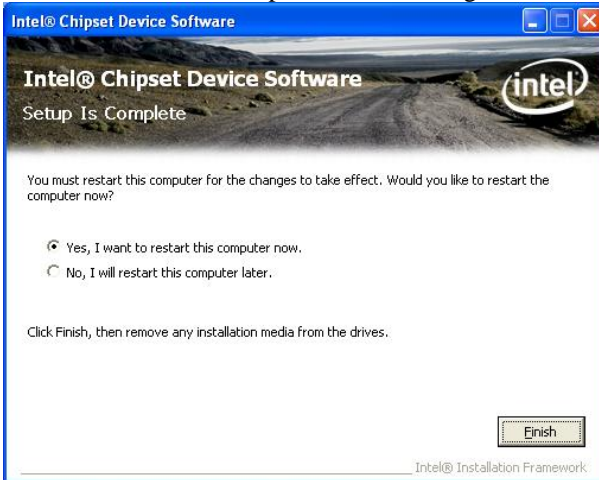 Intel® Chipset Device Software
Intel® Chipset Device Software
intel
Setup Is Complete
You must restart this computer for the changes to take effect. Would you like to restart the
computer now?
Yes, I want to restart this computer now.
No, I will restart this computer later.
Click Finish, then remove any installation media from the drives.
Finish
Intel® Installation Framework